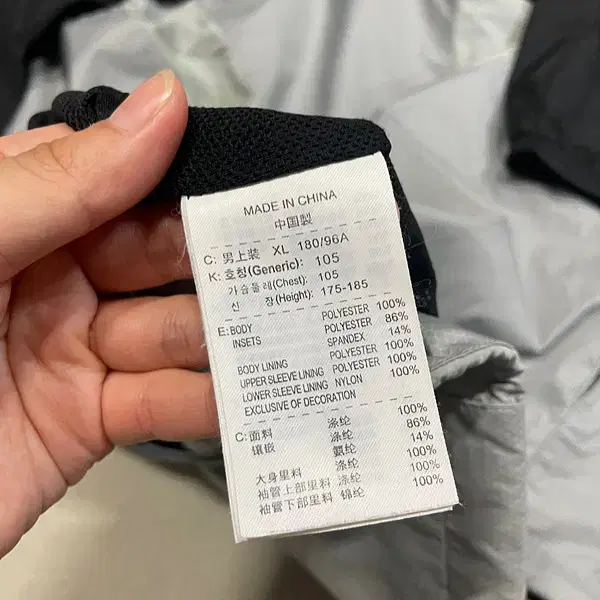 MADE IN CHINA
中国製
C: 男上装 XL 180/96A
K: 호칭(Generic): 105
가슴둘레(Chest): 105
신 장(Height): 175-185
E: BODY POLYESTER 100%
INSETS POLYESTER 86%
SPANDEX 14%
BODY LINING POLYESTER 100%
UPPER SLEEVE LINING POLYESTER 100%
LOWER SLEEVE LINING NYLON 100%
EXCLUSIVE OF DECORATION
C: 面料 涤纶 100%
镶嵌 涤纶 86%
氨纶 14%
大身里料 涤纶 100%
袖管上部里料 涤纶 100%
袖管下部里料 锦纶 100%